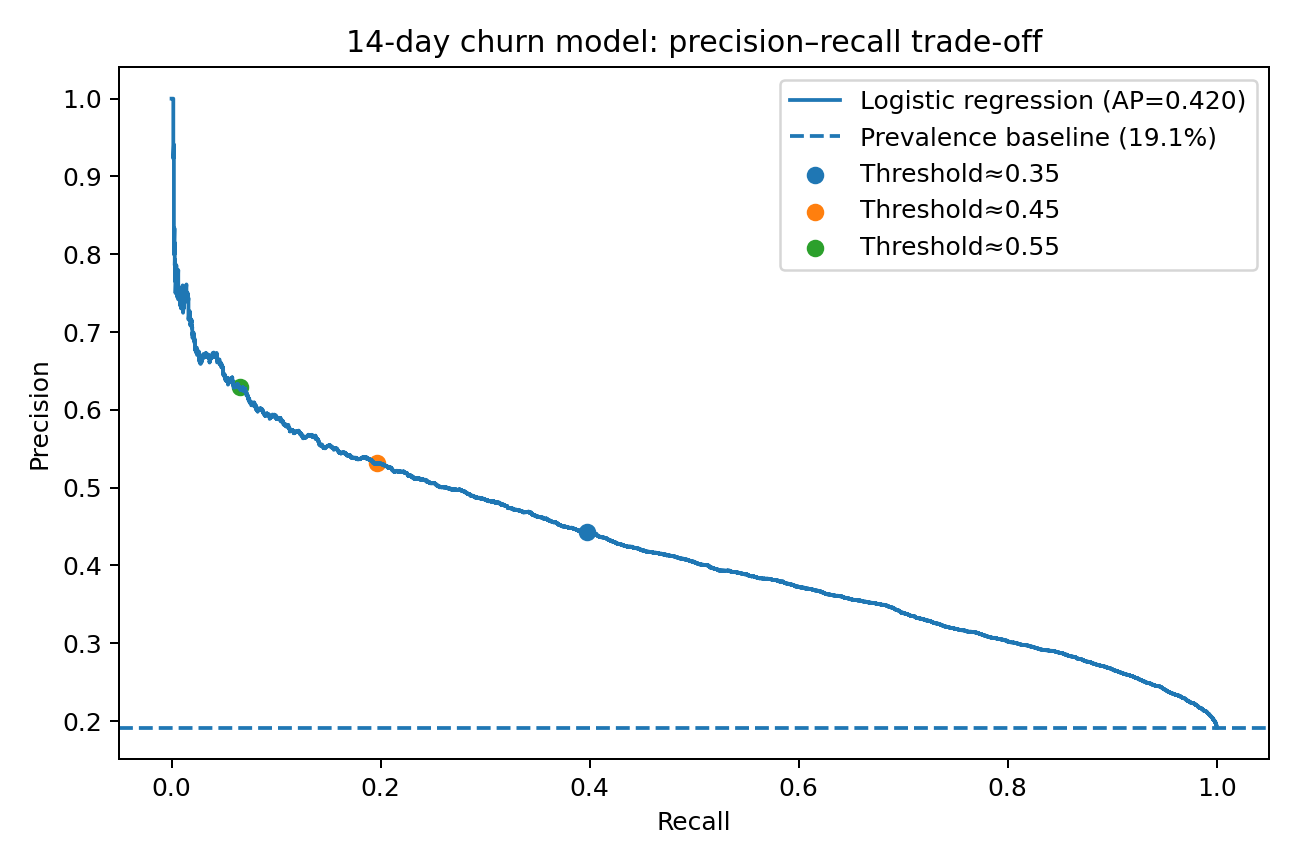 14-day churn model: precision–recall trade-off
Logistic regression (AP=0.420)
Prevalence baseline (19.1%)
Threshold≈0.35
Threshold≈0.45
Threshold≈0.55
Precision
1.0
0.9
0.8
0.7
0.6
0.5
0.4
0.3
0.2
0.0 0.2 0.4 0.6 0.8 1.0
Recall